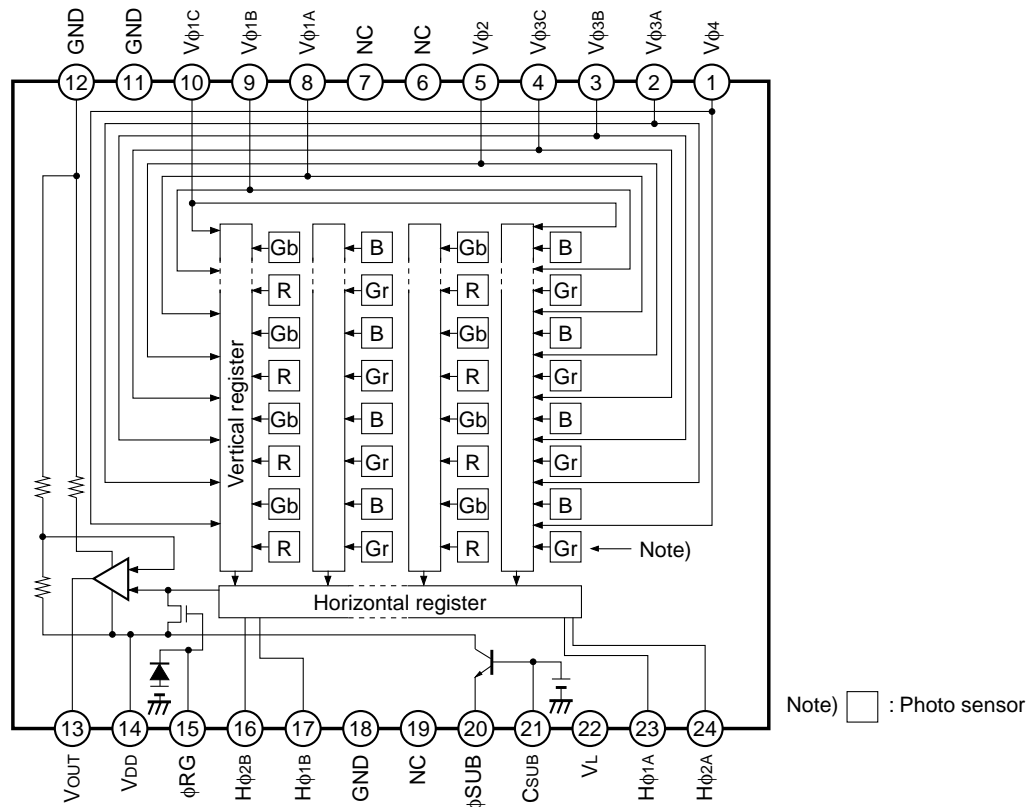 GND GND Vϕ1C Vϕ1B Vϕ1A NC NC Vϕ2 Vϕ3C Vϕ3B Vϕ3A Vϕ4
12 11 10 9 8 7 6 5 4 3 2 1
Gb B Gb B
R Gr R Gr
Gb B Gb B
R Gr R Gr
Gb B Gb B
R Gr R Gr
Gb B Gb B
R Gr R Gr
Vertical register
Note)
Horizontal register
Note) : Photo sensor
13 14 15 16 17 18 19 20 21 22 23 24
VOUT VDD ϕRG Hϕ2B Hϕ1B GND NC ϕSUB CSUB VL Hϕ1A Hϕ2A